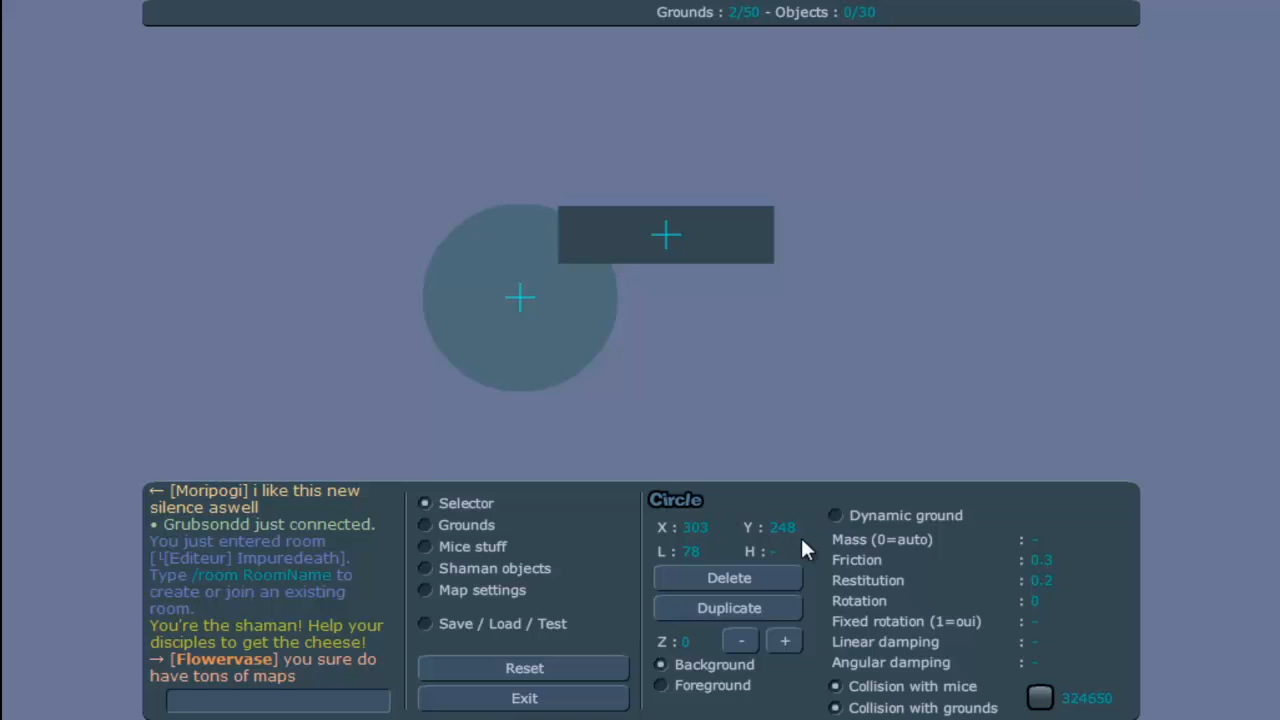 Grounds : 2/50 - Objects : 0/30
← [Moripogi] i like this new
silence aswell
• Grubsondd just connected.
You just entered room
[└[Editeur] Impuredeath].
Type /room RoomName to
create or join an existing
room.
You're the shaman! Help your
disciples to get the cheese!
→ [Flowervase] you sure do
have tons of maps
Selector
Grounds
Mice stuff
Shaman objects
Map settings
Save / Load / Test
Reset
Exit
Circle
X : 303 Y : 248
L : 78 H : -
Delete
Duplicate
Z : 0 - +
Background
Foreground
Dynamic ground
Mass (0=auto) : -
Friction : 0.3
Restitution : 0.2
Rotation : 0
Fixed rotation (1=oui) : -
Linear damping : -
Angular damping : -
Collision with mice
Collision with grounds
324650